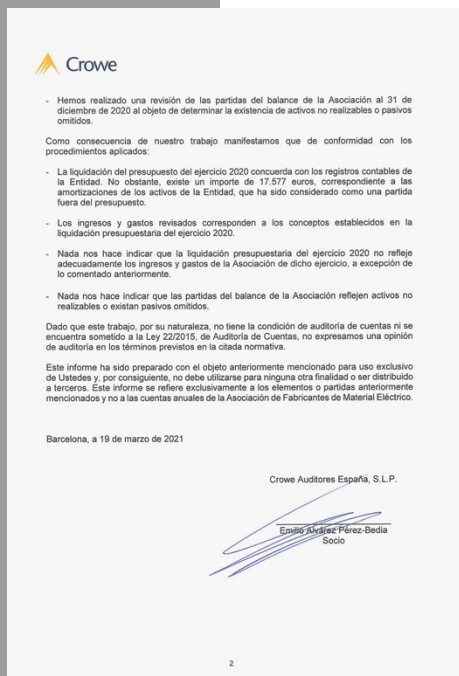 Crowe
- Hemos realizado una revisión de las partidas del balance de la Asociación al 31 de
diciembre de 2020 al objeto de determinar la existencia de activos no realizables o pasivos
omitidos.
Como consecuencia de nuestro trabajo manifestamos que de conformidad con los
procedimientos aplicados:
- La liquidación del presupuesto del ejercicio 2020 concuerda con los registros contables de
la Entidad. No obstante, existe un importe de 17.577 euros, correspondiente a las
amortizaciones de los activos de la Entidad, que ha sido considerado como una partida
fuera del presupuesto.
- Los ingresos y gastos revisados corresponden a los conceptos establecidos en la
liquidación presupuestaria del ejercicio 2020.
- Nada nos hace indicar que la liquidación presupuestaria del ejercicio 2020 no refleje
adecuadamente los ingresos y gastos de la Asociación de dicho ejercicio, a excepción de
lo comentado anteriormente.
- Nada nos hace indicar que las partidas del balance de la Asociación reflejen activos no
realizables o existan pasivos omitidos.
Dado que este trabajo, por su naturaleza, no tiene la condición de auditoría de cuentas ni se
encuentra sometido a la Ley 22/2015, de Auditoría de Cuentas, no expresamos una opinión
de auditoría en los términos previstos en la citada normativa.
Este informe ha sido preparado con el objeto anteriormente mencionado para uso exclusivo
de Ustedes y, por consiguiente, no debe utilizarse para ninguna otra finalidad o ser distribuido
a terceros. Este informe se refiere exclusivamente a los elementos o partidas anteriormente
mencionados y no a las cuentas anuales de la Asociación de Fabricantes de Material Eléctrico.
Barcelona, a 19 de marzo de 2021
Crowe Auditores España, S.L.P.
Emilio Álvarez Pérez-Bedia
Socio
2